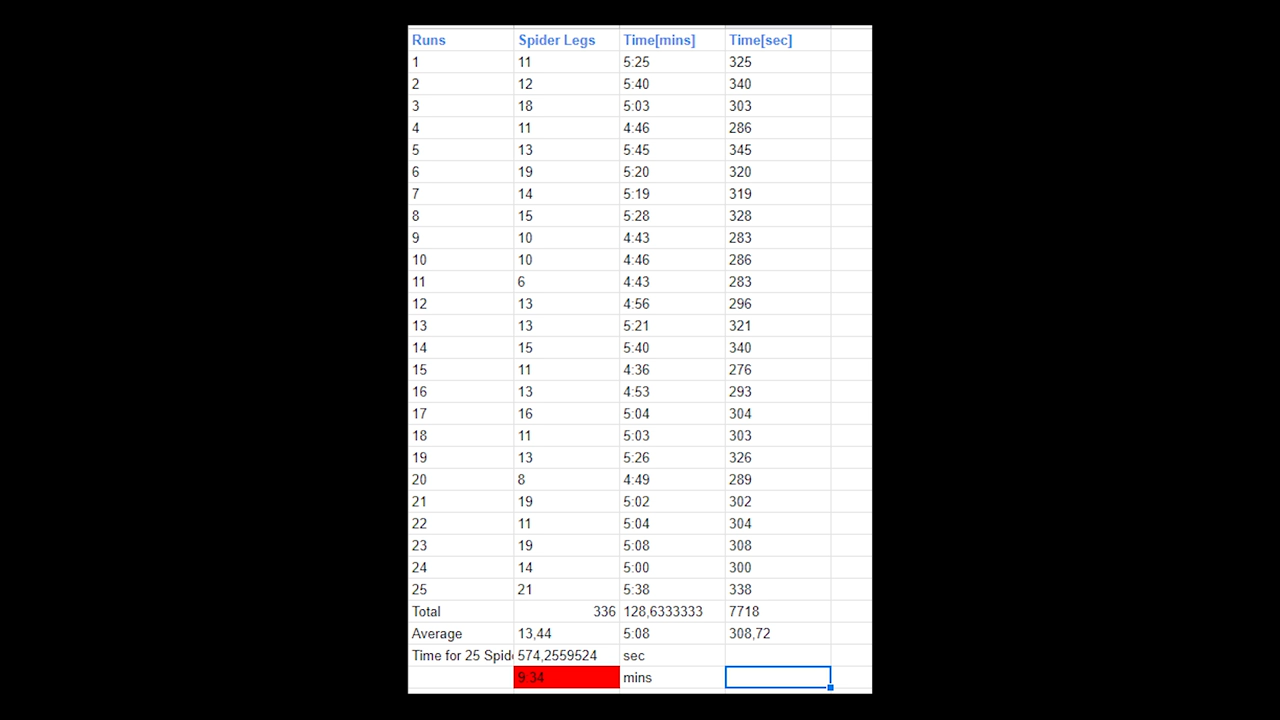 Runs Spider Legs Time[mins] Time[sec]
1 11 5:25 325
2 12 5:40 340
3 18 5:03 303
4 11 4:46 286
5 13 5:45 345
6 19 5:20 320
7 14 5:19 319
8 15 5:28 328
9 10 4:43 283
10 10 4:46 286
11 6 4:43 283
12 13 4:56 296
13 13 5:21 321
14 15 5:40 340
15 11 4:36 276
16 13 4:53 293
17 16 5:04 304
18 11 5:03 303
19 13 5:26 326
20 8 4:49 289
21 19 5:02 302
22 11 5:04 304
23 19 5:08 308
24 14 5:00 300
25 21 5:38 338
Total 336 128,6333333 7718
Average 13,44 5:08 308,72
Time for 25 Spid 574,2559524 sec
9:34 mins